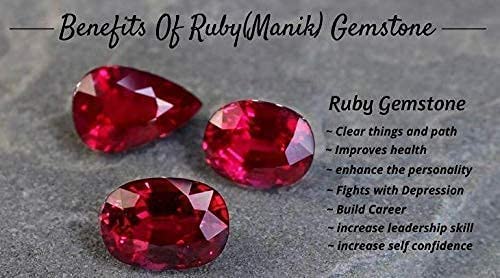 Benefits Of Ruby(Manik) Gemstone
Ruby Gemstone
~ Clear things and path
~ Improves health
~ enhance the personality
~ Fights with Depression
~ Build Career
~ increase leadership skill
~ increase self confidence